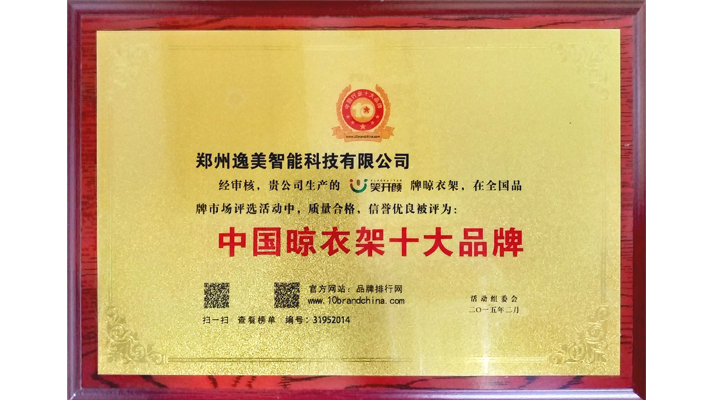 www.10brandchina.com
郑州逸美智能科技有限公司
经审核，贵公司生产的 笑开颜 牌晾衣架，在全国品
牌市场评选活动中，质量合格，信誉优良被评为：
中国晾衣架十大品牌
官方网站：品牌排行网
www.10brandchina.com
扫一扫 查看榜单 编号：31952014
活动组委会
二〇一五年二月